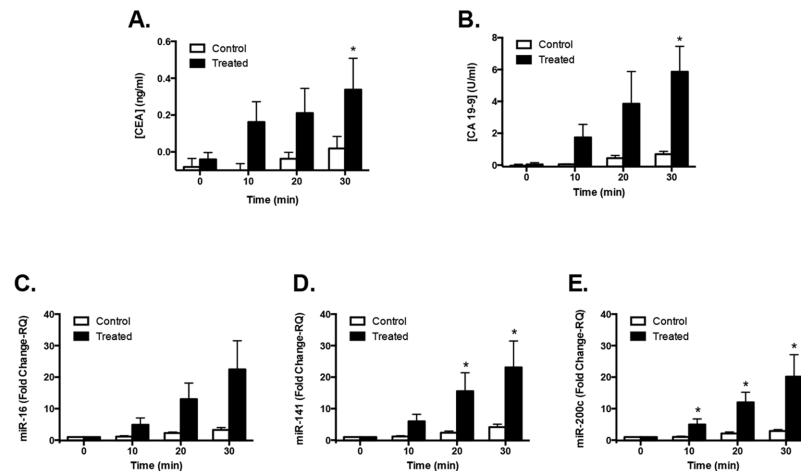 A.
Control
Treated
[CEA] (ng/ml)
0.6
0.4
0.2
0.0
*
0 10 20 30
Time (min)
B.
Control
Treated
[CA 19-9] (U/ml)
8
6
4
2
0
*
0 10 20 30
Time (min)
C.
Control
Treated
miR-16 (Fold Change-RQ)
40
30
20
10
0
0 10 20 30
Time (min)
D.
Control
Treated
miR-141 (Fold Change-RQ)
40
30
20
10
0
* *
0 10 20 30
Time (min)
E.
Control
Treated
miR-200c (Fold Change-RQ)
40
30
20
10
0
* * *
0 10 20 30
Time (min)